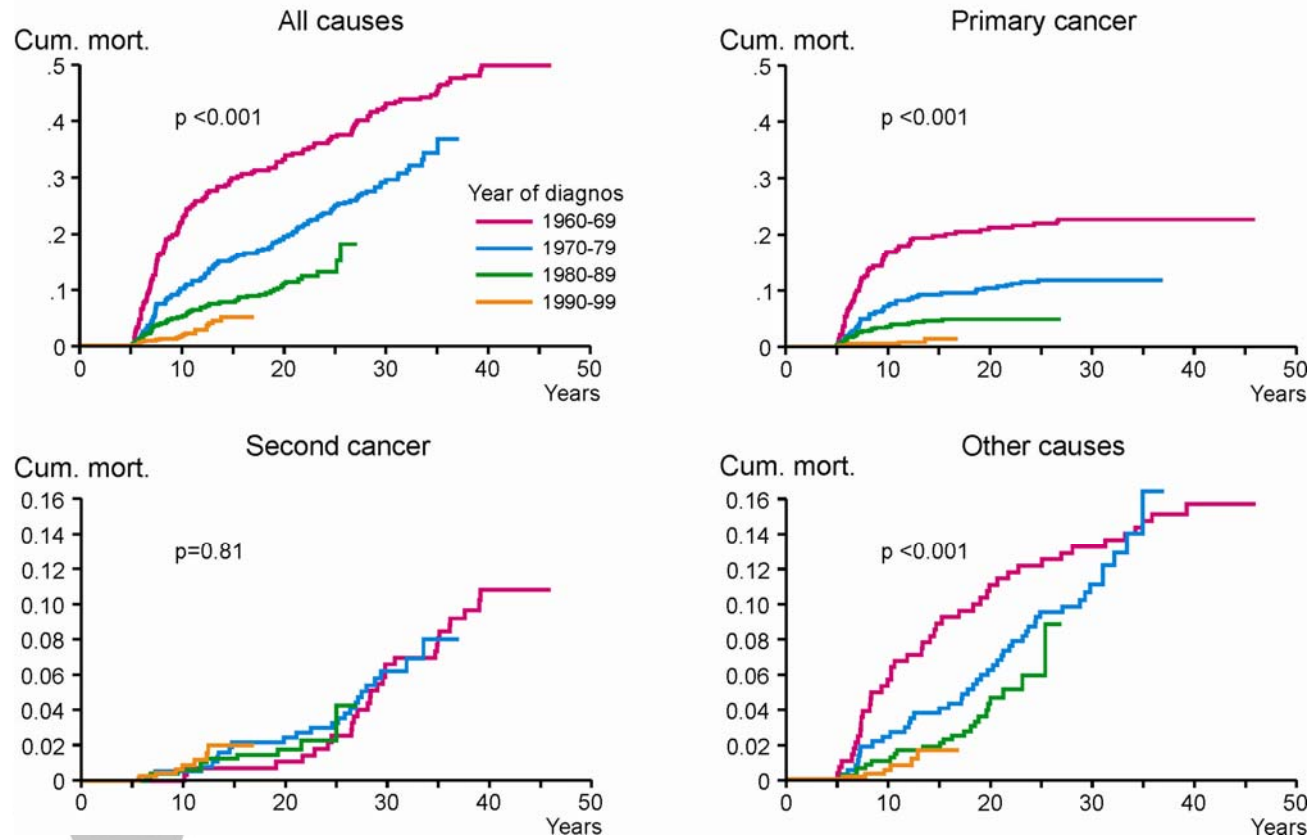 All causes
Cum. mort.
.5
.4
.3
.2
.1
0
p <0.001
Year of diagnos
1960-69
1970-79
1980-89
1990-99
0 10 20 30 40 50
Years
Primary cancer
Cum. mort.
.5
.4
.3
.2
.1
0
p <0.001
0 10 20 30 40 50
Years
Second cancer
Cum. mort.
0.16
0.14
0.12
0.10
0.08
0.06
0.04
0.02
0
p=0.81
0 10 20 30 40 50
Years
Other causes
Cum. mort.
0.16
0.14
0.12
0.10
0.08
0.06
0.04
0.02
0
p <0.001
0 10 20 30 40 50
Years